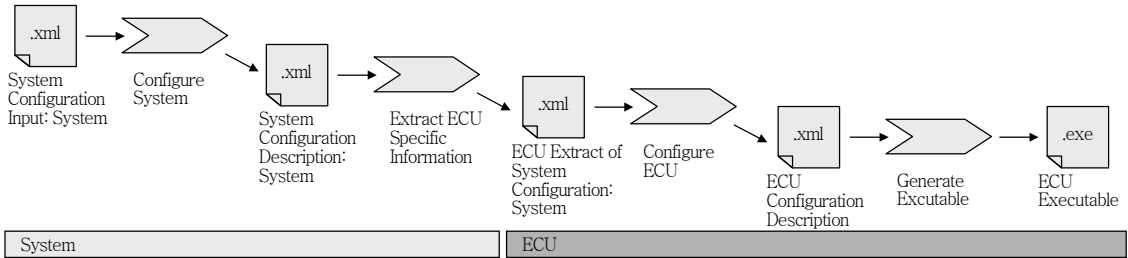 .xml
System
Configuration
Input: System
Configure
System
.xml
System
Configuration
Description:
System
Extract ECU
Specific
Information
.xml
ECU Extract of
System
Configuration:
System
Configure
ECU
.xml
ECU
Configuration
Description
Generate
Excutable
.exe
ECU
Executable
System
ECU